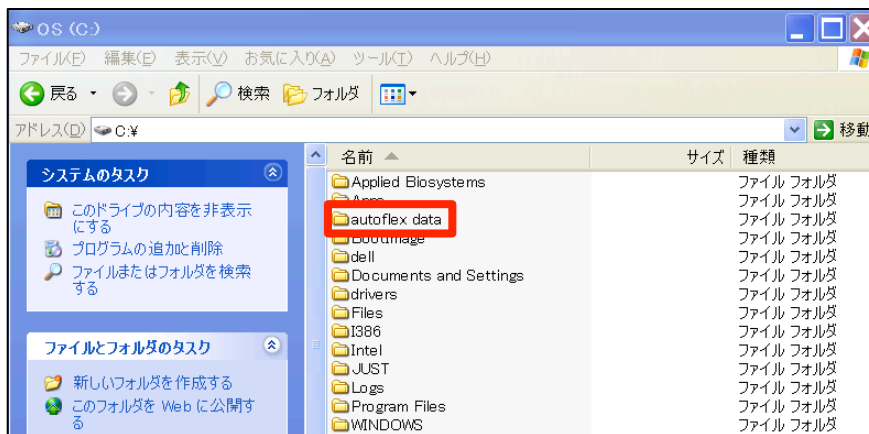 OS (C:)
ファイル(F) 編集(E) 表示(V) お気に入り(A) ツール(T) ヘルプ(H)
戻る 検索 フォルダ
アドレス(D) C:¥ 移動
システムのタスク
このドライブの内容を非表示
にする
プログラムの追加と削除
ファイルまたはフォルダを検索
する
ファイルとフォルダのタスク
新しいフォルダを作成する
このフォルダを Web に公開す
る
名前 サイズ 種類
Applied Biosystems ファイル フォルダ
Apps ファイル フォルダ
autoflex data ファイル フォルダ
BootImage ファイル フォルダ
dell ファイル フォルダ
Documents and Settings ファイル フォルダ
drivers ファイル フォルダ
Files ファイル フォルダ
I386 ファイル フォルダ
Intel ファイル フォルダ
JUST ファイル フォルダ
Logs ファイル フォルダ
Program Files ファイル フォルダ
WINDOWS ファイル フォルダ